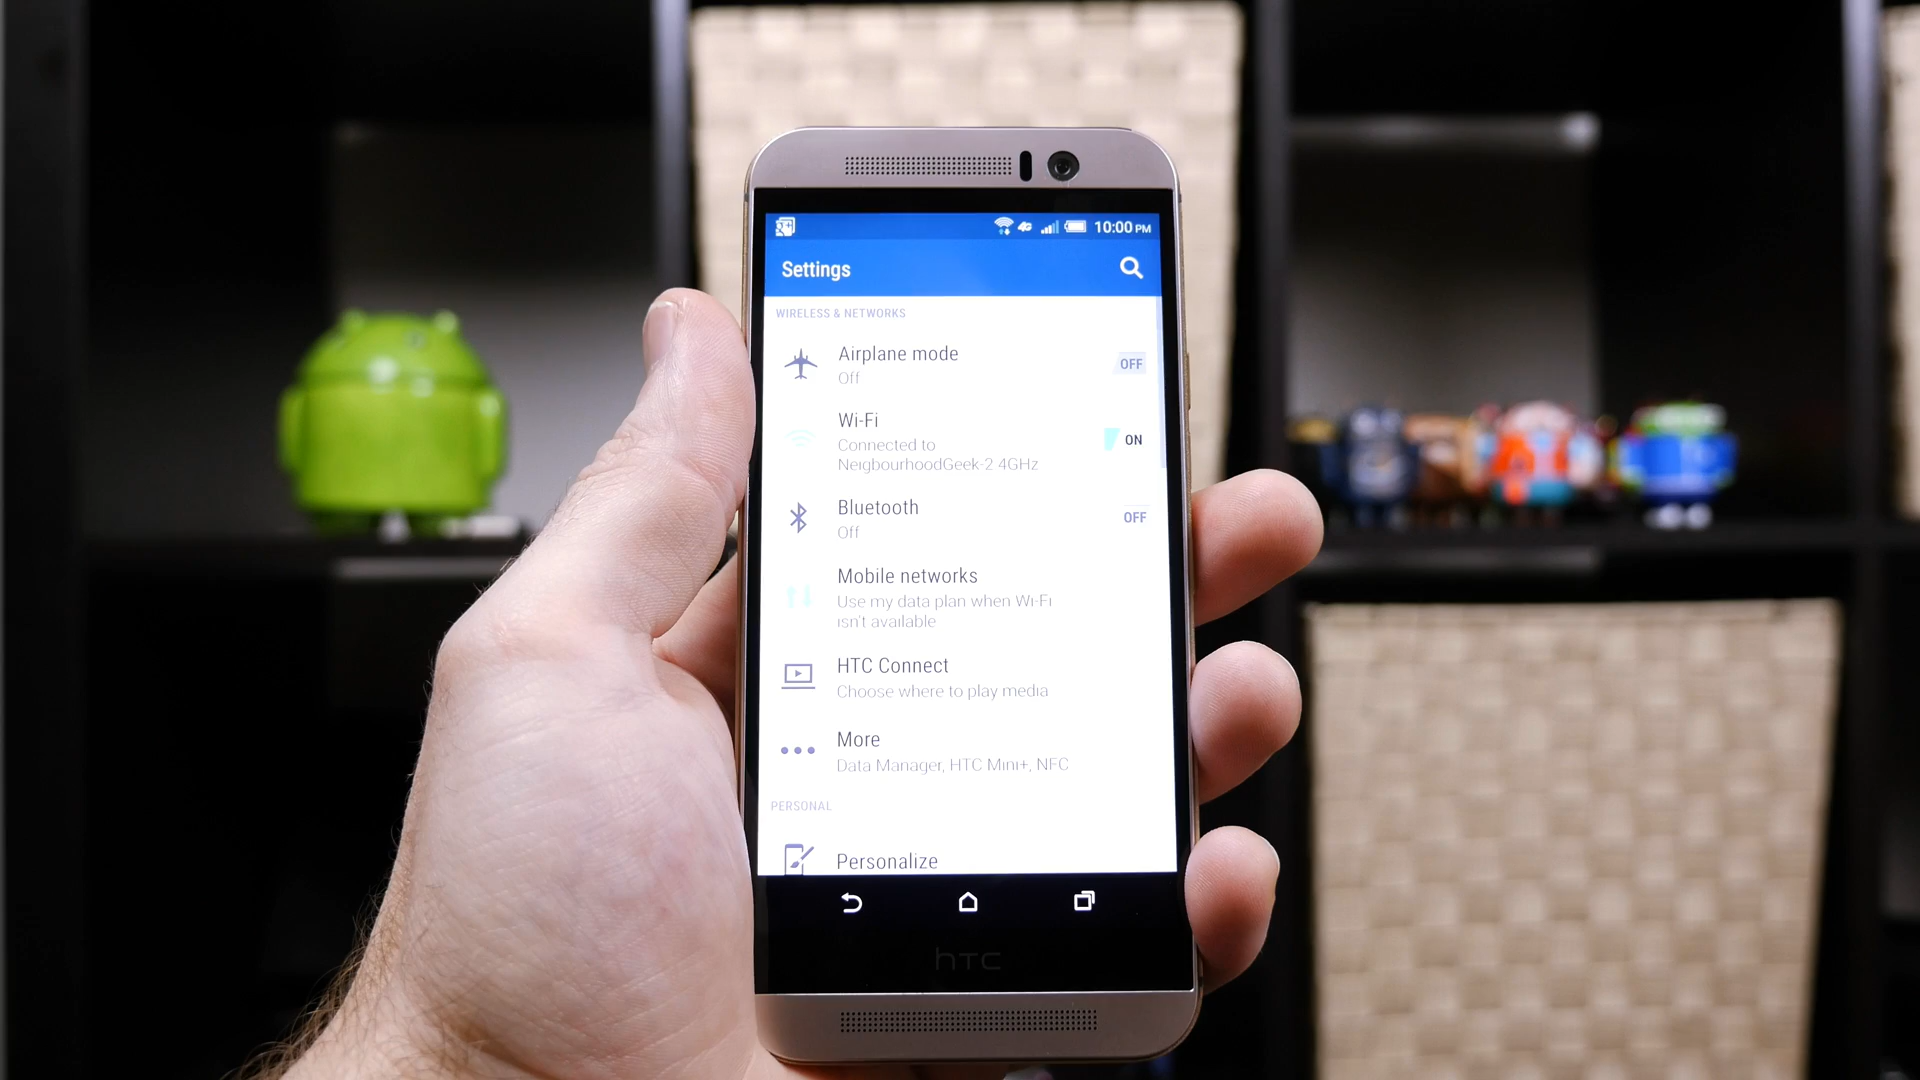 4G 10:00 PM
Settings
WIRELESS & NETWORKS
Airplane mode
Off
OFF
Wi-Fi
Connected to
NeigbourhoodGeek-2 4GHz
ON
Bluetooth
Off
OFF
Mobile networks
Use my data plan when Wi-Fi
isn't available
HTC Connect
Choose where to play media
More
Data Manager, HTC Mini+, NFC
PERSONAL
Personalize
hTC